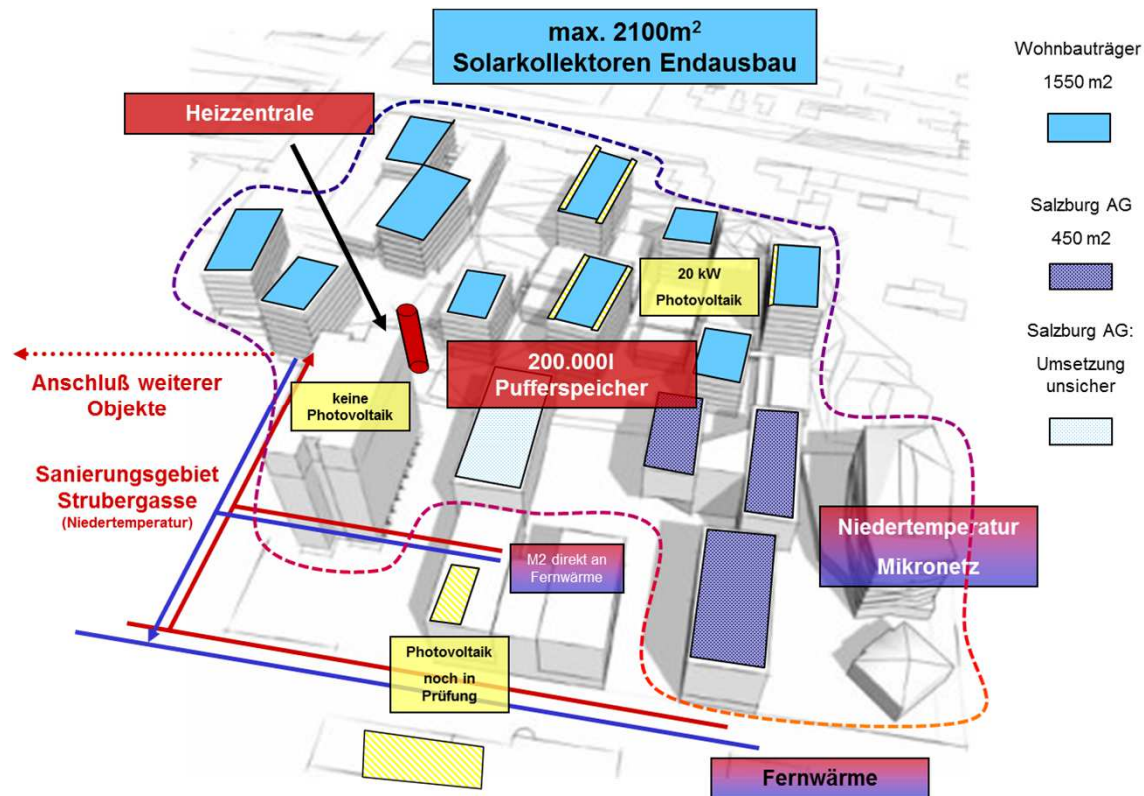 max. 2100m²
Solarkollektoren Endausbau
Wohnbauträger
1550 m2
Heizzentrale
Salzburg AG
450 m2
20 kW
Photovoltaik
Salzburg AG:
Umsetzung
unsicher
200.000l
Pufferspeicher
Anschluß weiterer
Objekte
keine
Photovoltaik
Sanierungsgebiet
Strubergasse
(Niedertemperatur)
Niedertemperatur
Mikronetz
M2 direkt an
Fernwärme
Photovoltaik
noch in
Prüfung
Fernwärme